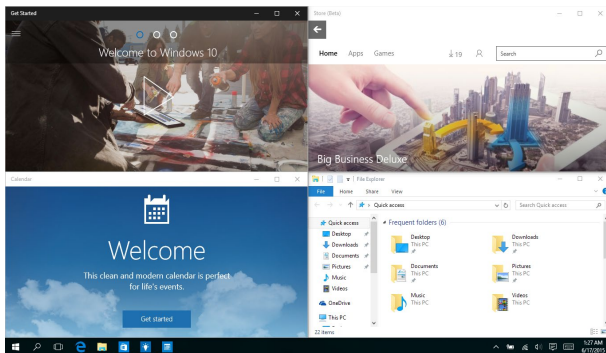 Get Started
Welcome to Windows 10
Store (Beta)
Home Apps Games 19 Search
Big Business Deluxe
Calendar
Welcome
This clean and modern calendar is perfect
for life's events.
Get started
File Explorer
File Home Share View
Quick access Search Quick access
Quick access
Desktop
Downloads
Documents
Pictures
Music
Videos
OneDrive
This PC
Frequent folders (6)
Desktop
This PC
Downloads
This PC
Documents
This PC
Pictures
This PC
Music
This PC
Videos
This PC
22 items
1:27 AM
6/17/2015